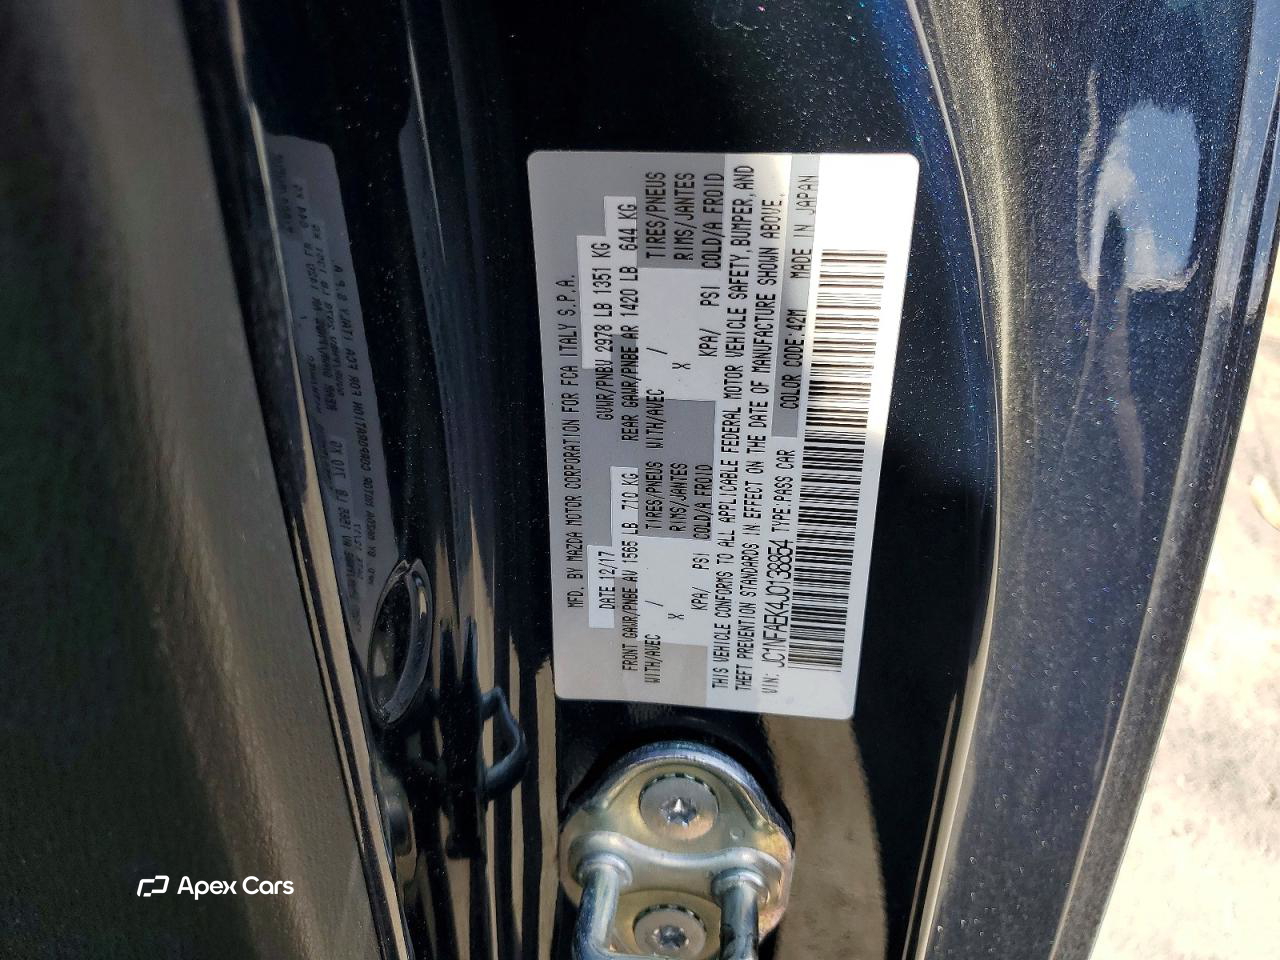 MFD. BY MAZDA MOTOR CORPORATION FOR FCA ITALY S.P.A.
DATE 12/17 GVWR/PNBV 2978 LB 1351 KG
FRONT GAWR/PNBE AV 1565 LB 710 KG REAR GAWR/PNBE AR 1420 LB 644 KG
WITH/AVEC / TIRES/PNEUS WITH/AVEC / TIRES/PNEUS
X RIMS/JANTES X RIMS/JANTES
KPA/ PSI COLD/A FROID KPA/ PSI COLD/A FROID
THIS VEHICLE CONFORMS TO ALL APPLICABLE FEDERAL MOTOR VEHICLE SAFETY, BUMPER, AND
THEFT PREVENTION STANDARDS IN EFFECT ON THE DATE OF MANUFACTURE SHOWN ABOVE.
VIN: JC1NFAEK4J0138854 TYPE:PASS CAR COLOR CODE:42M MADE IN JAPAN
Apex Cars